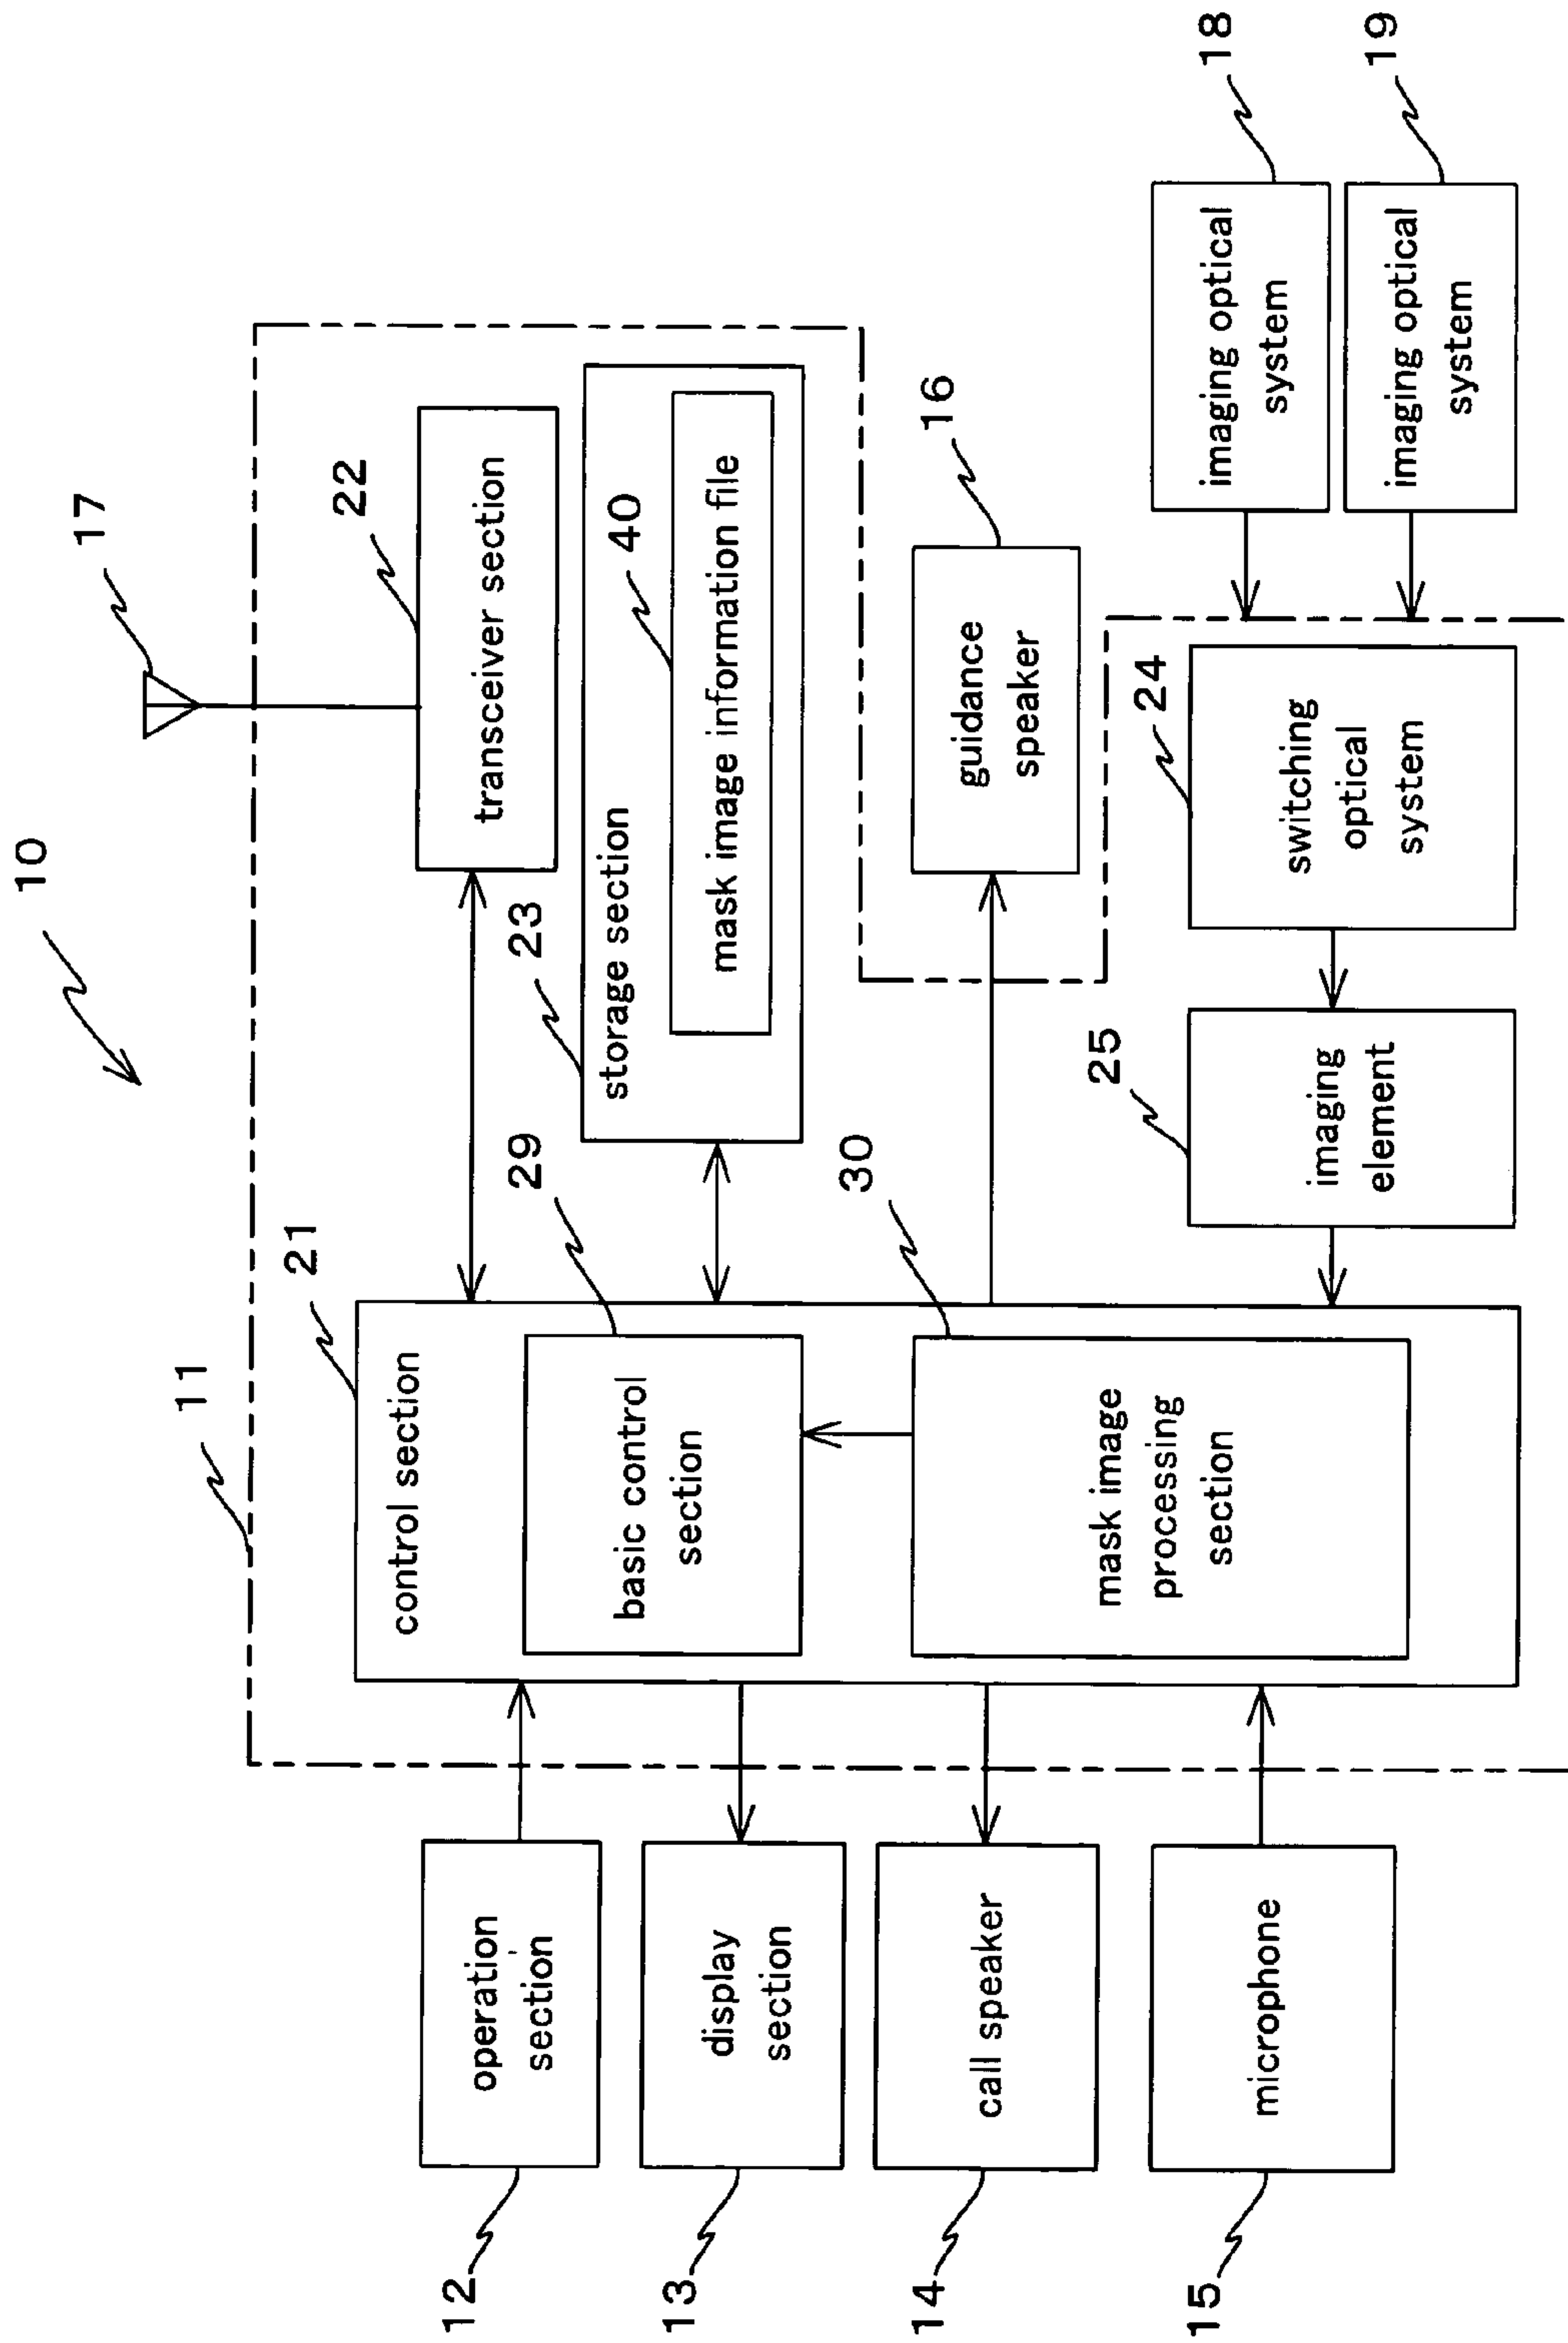 10
17
11
21
control section
29
basic control
section
30
mask image
processing
section
22
transceiver section
23
storage section
40
mask image information file
16
guidance
speaker
12
operation
section
13
display
section
14
call speaker
15
microphone
25
imaging
element
24
switching
optical
system
18
imaging optical
system
19
imaging optical
system